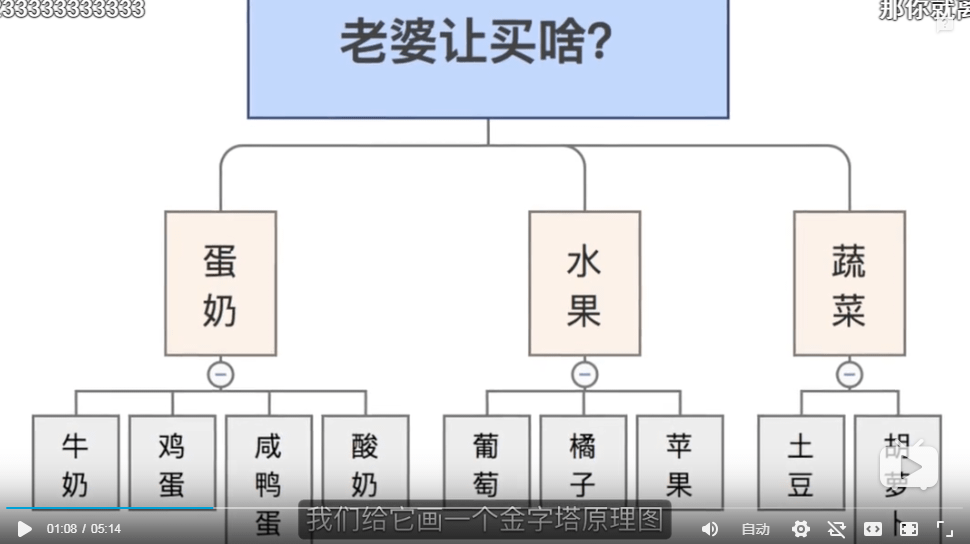 33333333333333
那你就离
老婆让买啥?
蛋奶
水果
蔬菜
牛奶
鸡蛋
咸鸭蛋
酸奶
葡萄
橘子
苹果
土豆
胡萝卜
我们给它画一个金字塔原理图
01:08 / 05:14
自动